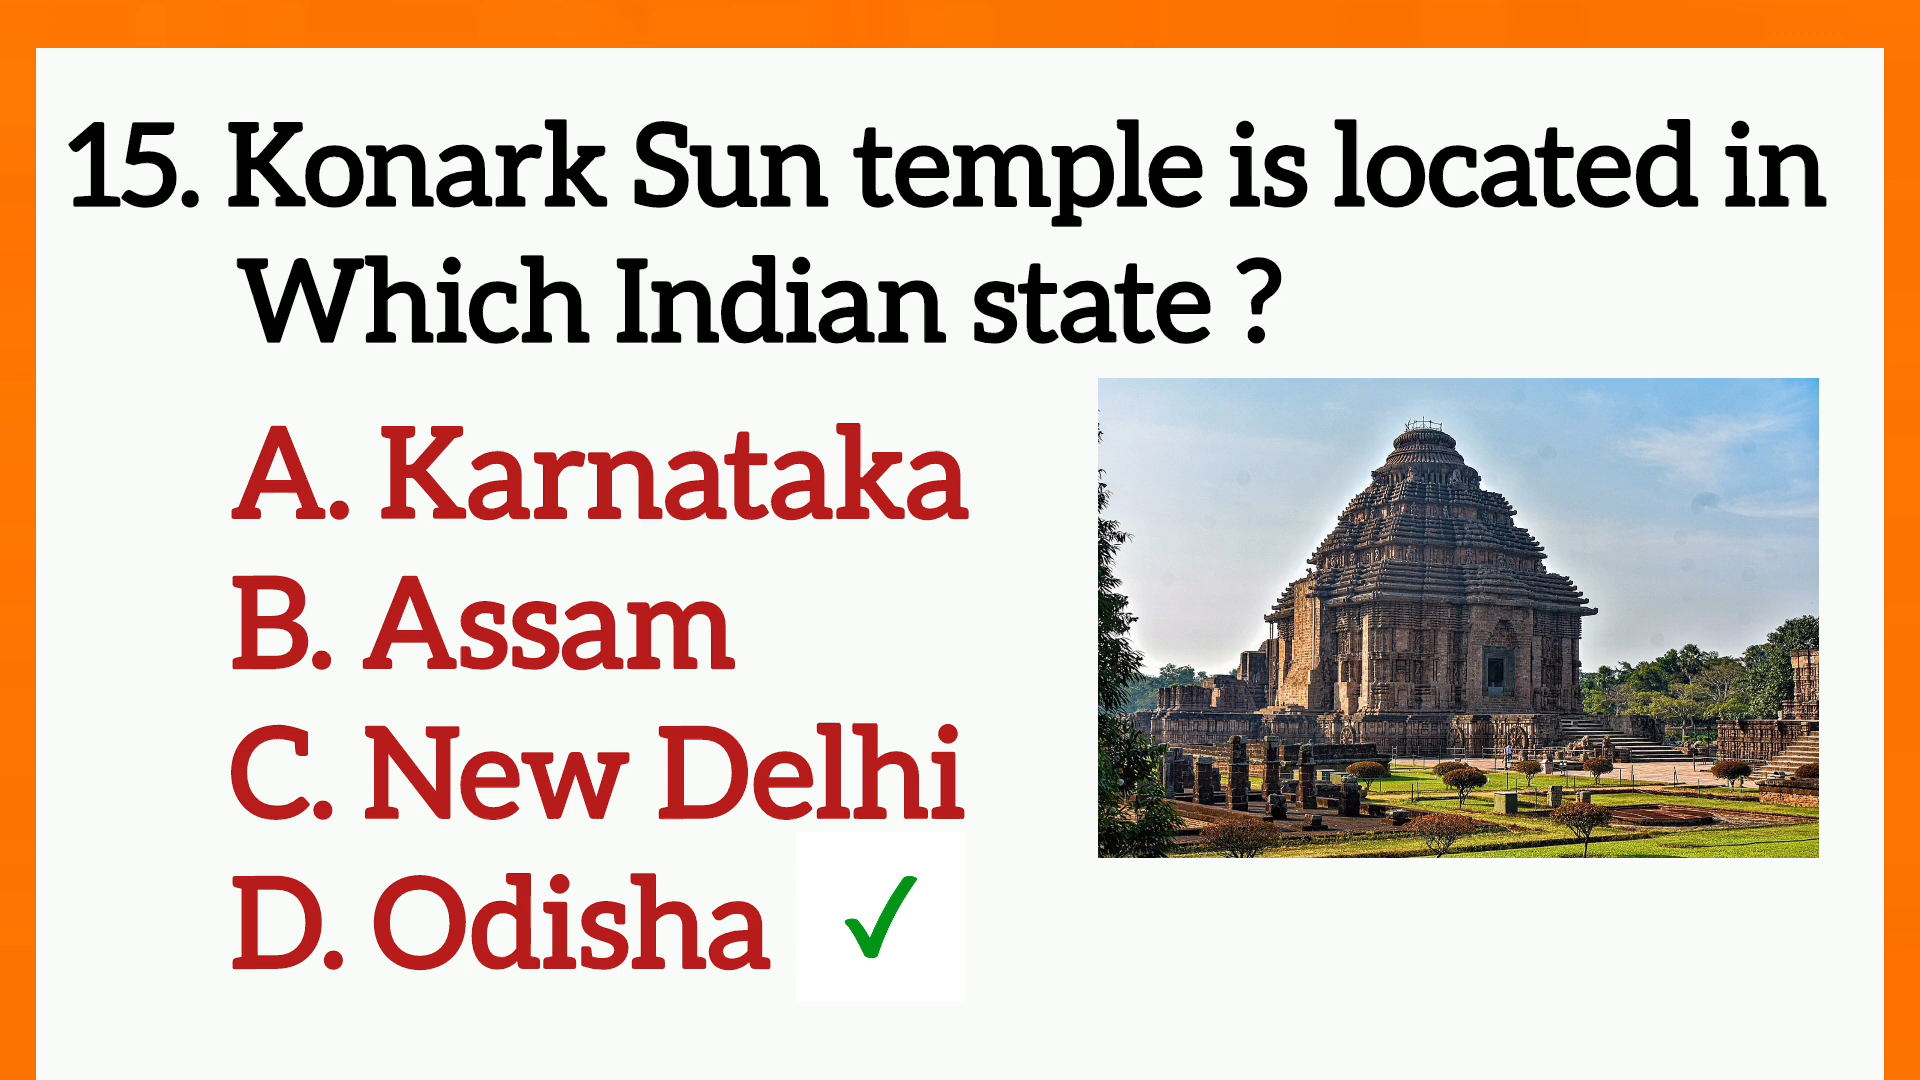 15. Konark Sun temple is located in
Which Indian state ?
A. Karnataka
B. Assam
C. New Delhi
D. Odisha ✓